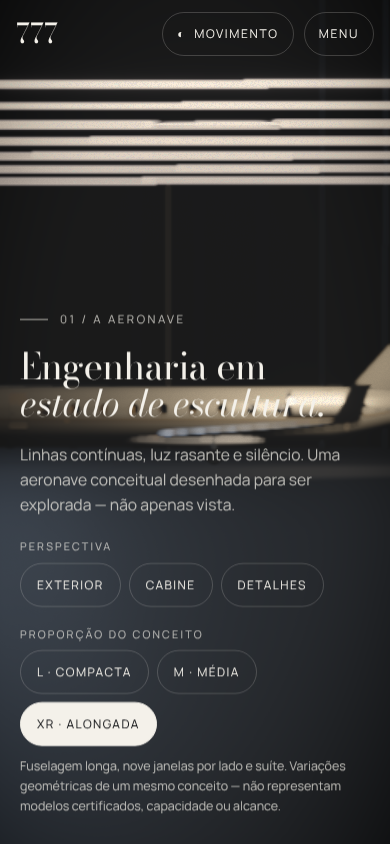 777
MOVIMENTO
MENU
01 / A AERONAVE
Engenharia em
estado de escultura.
Linhas contínuas, luz rasante e silêncio. Uma
aeronave conceitual desenhada para ser
explorada — não apenas vista.
PERSPECTIVA
EXTERIOR
CABINE
DETALHES
PROPORÇÃO DO CONCEITO
L · COMPACTA
M · MÉDIA
XR · ALONGADA
Fuselagem longa, nove janelas por lado e suíte. Variações
geométricas de um mesmo conceito — não representam
modelos certificados, capacidade ou alcance.